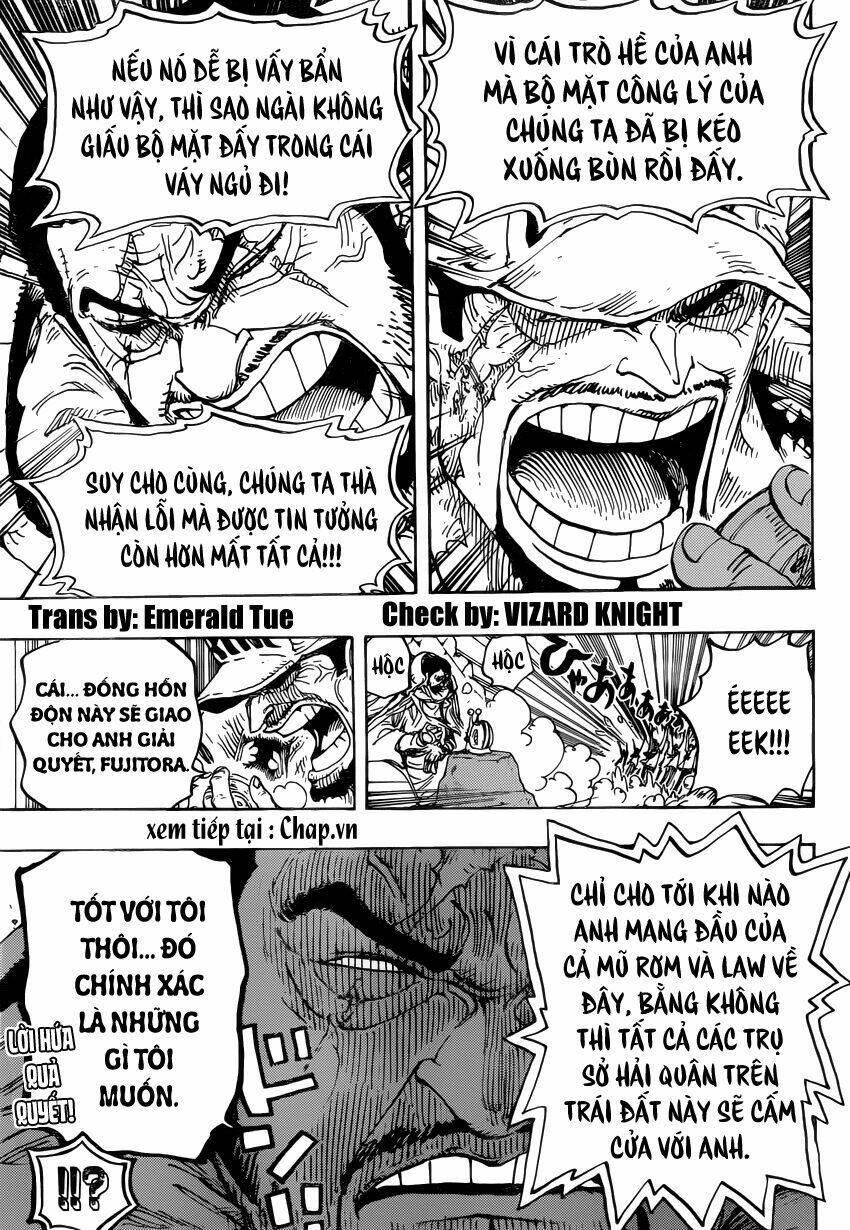 VÌ CÁI TRÒ HỀ CỦA ANH
MÀ BỘ MẶT CÔNG LÝ CỦA
CHÚNG TA ĐÃ BỊ KÉO
XUỐNG BÙN RỒI ĐẤY.
NẾU NÓ DỄ BỊ VẤY BẨN
NHƯ VẬY, THÌ SAO NGÀI KHÔNG
GIẤU BỘ MẶT ĐẤY TRONG CÁI
VÁY NGỦ ĐI!
SUY CHO CÙNG, CHÚNG TA THÀ
NHẬN LỖI MÀ ĐƯỢC TIN TƯỞNG
CÒN HƠN MẤT TẤT CẢ!!!
Trans by: Emerald Tue
Check by: VIZARD KNIGHT
ÉEEEE
EEK!!!
ひゃあぁぁぁぁ
HỘC
HỘC
CÁI... ĐỐNG HỖN
ĐỘN NÀY SẼ GIAO
CHO ANH GIẢI
QUYẾT, FUJITORA.
xem tiếp tại : Chap.vn
CHỈ CHO TỚI KHI NÀO
ANH MANG ĐẦU CỦA
CẢ MŨ RƠM VÀ LAW VỀ
ĐÂY, BẰNG KHÔNG
THÌ TẤT CẢ CÁC TRỤ
SỞ HẢI QUÂN TRÊN
TRÁI ĐẤT NÀY SẼ CẤM
CỬA VỚI ANH.
TỐT VỚI TÔI
THÔI... ĐÓ
CHÍNH XÁC
LÀ NHỮNG
GÌ TÔI
MUỐN.
LỜI HỨA
QUẢ
QUYẾT!
!!?